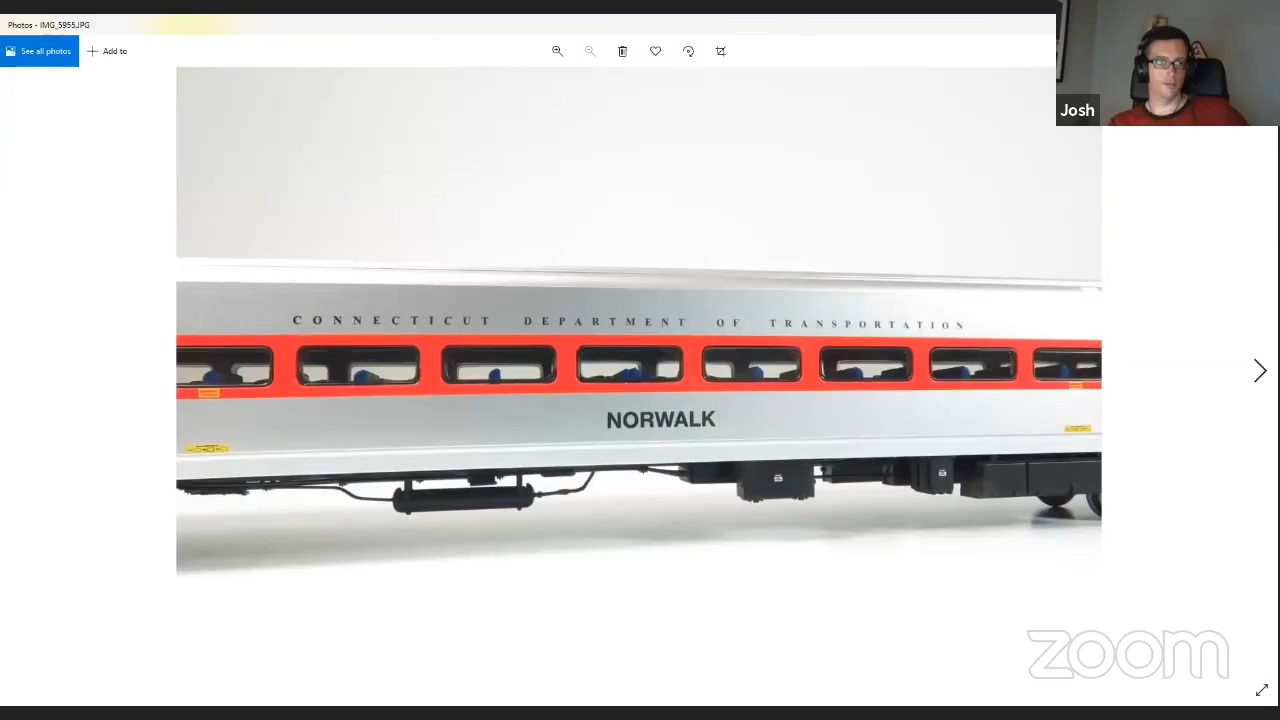 Photos - IMG_5955.JPG
See all photos
Add to
Josh
CONNECTICUT DEPARTMENT OF TRANSPORTATION
NORWALK
zoom